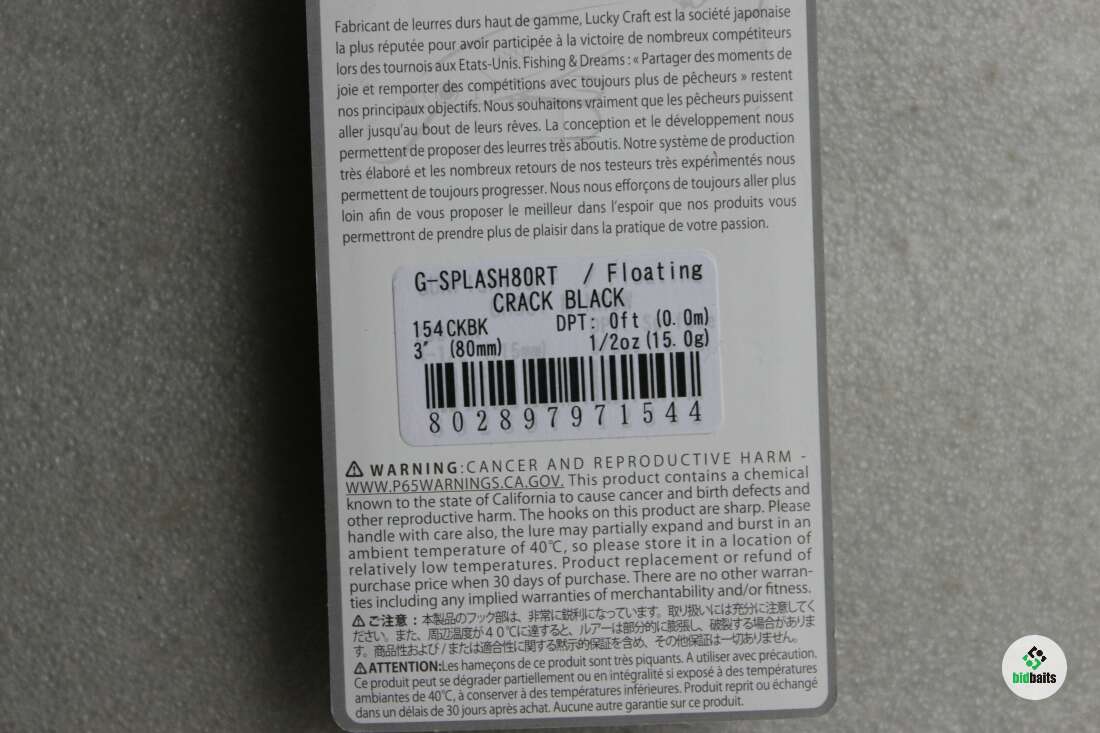 Fabricant de leurres durs haut de gamme, Lucky Craft est la société japonaise
la plus réputée pour avoir participée à la victoire de nombreux compétiteurs
lors des tournois aux Etats-Unis. Fishing & Dreams : « Partager des moments de
joie et remporter des compétitions avec toujours plus de pêcheurs » restent
nos principaux objectifs. Nous souhaitons vraiment que les pêcheurs puissent
aller jusqu'au bout de leurs rêves. La conception et le développement nous
permettent de proposer des leurres très aboutis. Notre système de production
très élaboré et les nombreux retours de nos testeurs très expérimentés nous
permettent de toujours progresser. Nous nous efforçons de toujours aller plus
loin afin de vous proposer le meilleur dans l'espoir que nos produits vous
permettront de prendre plus de plaisir dans la pratique de votre passion.
G-SPLASH80RT / Floating
CRACK BLACK
154CKBK DPT: 0ft (0.0m)
3" (80mm) 1/2oz (15.0g)
802897971544
⚠ WARNING:CANCER AND REPRODUCTIVE HARM -
WWW.P65WARNINGS.CA.GOV. This product contains a chemical
known to the state of California to cause cancer and birth defects and
other reproductive harm. The hooks on this product are sharp. Please
handle with care also, the lure may partially expand and burst in an
ambient temperature of 40℃, so please store it in a location of
relatively low temperatures. Product replacement or refund of
purchase price when 30 days of purchase. There are no other warran-
ties including any implied warranties of merchantability and/or fitness.
⚠ご注意：本製品のフック部は、非常に鋭利になっています。取り扱いには充分に注意してく
ださい。また、周辺温度が４０℃に達すると、ルアーは部分的に膨張し、破裂する場合がありま
す。商品性および/または適合性に関する黙示的保証を含め、その他保証は一切ありません。
⚠ATTENTION:Les hameçons de ce produit sont très piquants. A utiliser avec précaution.
Ce produit peut se dégrader partiellement ou en intégralité si exposé à des températures
ambiantes de 40℃, à conserver à des températures inférieures. Produit reprit ou échangé
dans un délais de 30 jours après achat. Aucune autre garantie sur ce produit.
bidbaits